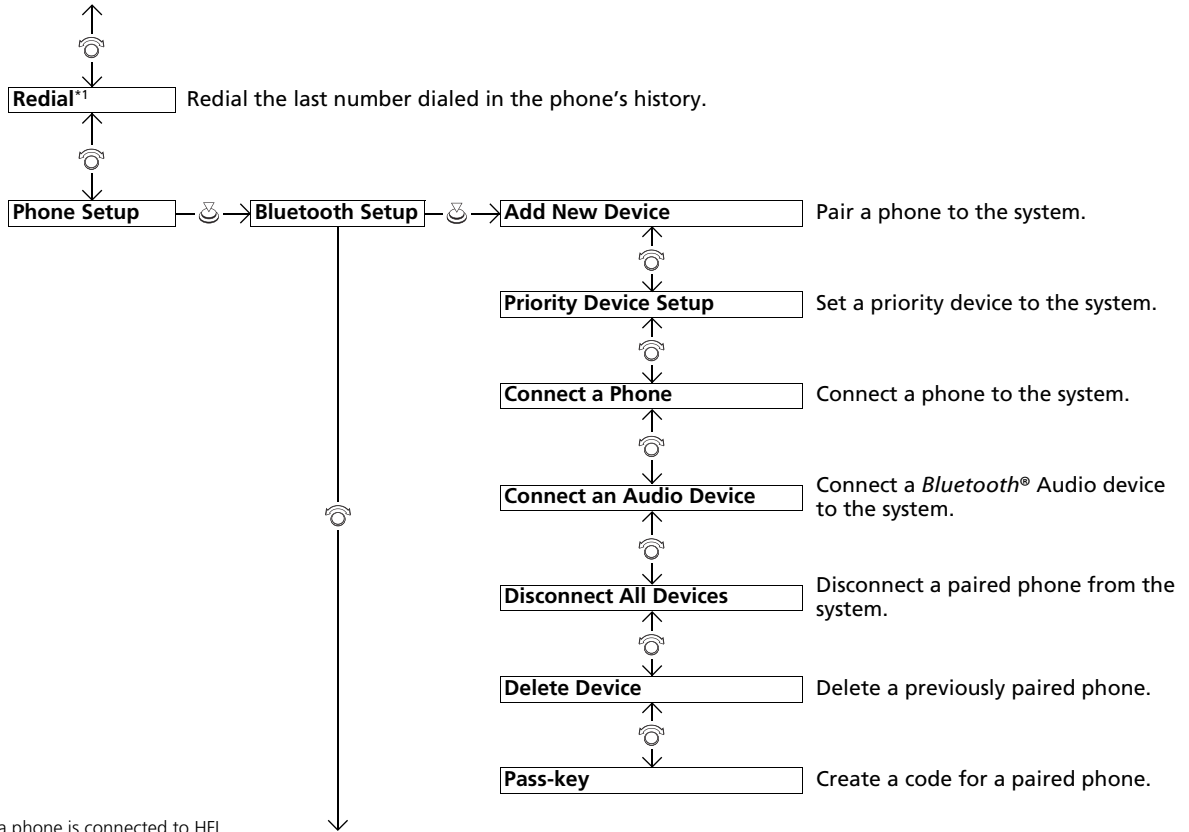 Redial*1
Redial the last number dialed in the phone's history.
Phone Setup
Bluetooth Setup
Add New Device
Pair a phone to the system.
Priority Device Setup
Set a priority device to the system.
Connect a Phone
Connect a phone to the system.
Connect an Audio Device
Connect a Bluetooth® Audio device
to the system.
Disconnect All Devices
Disconnect a paired phone from the
system.
Delete Device
Delete a previously paired phone.
Pass-key
Create a code for a paired phone.
a phone is connected to HFL